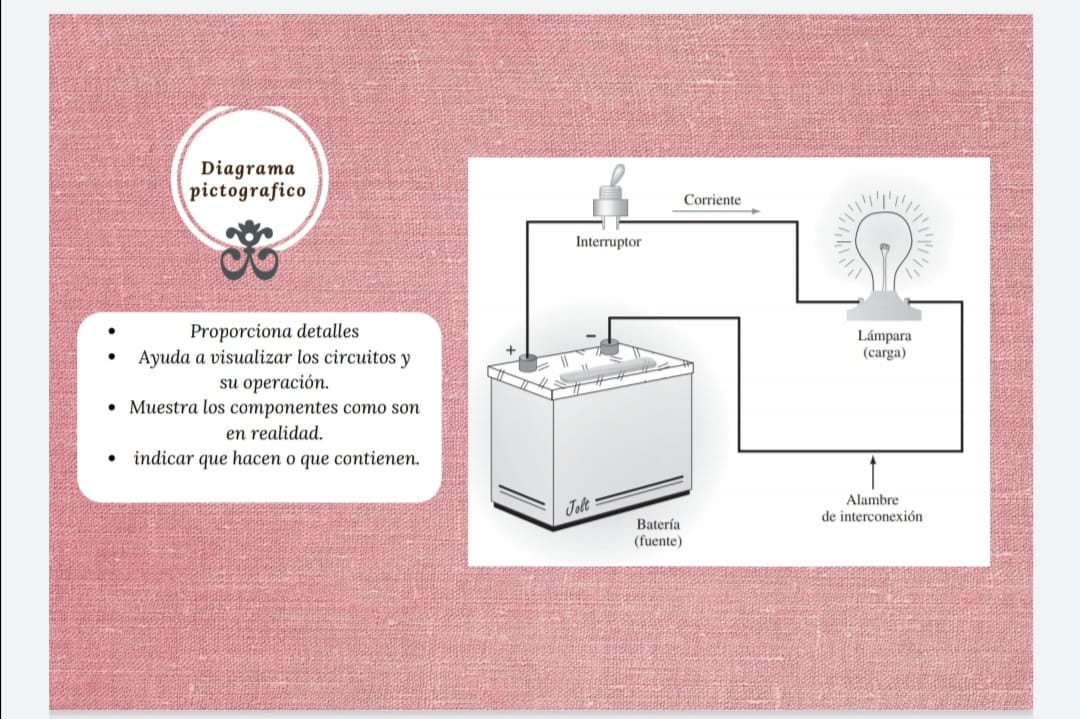 Diagrama
pictografico
• Proporciona detalles
• Ayuda a visualizar los circuitos y
su operación.
• Muestra los componentes como son
en realidad.
• indicar que hacen o que contienen.
Corriente
Interruptor
Lámpara
(carga)
+
−
Jolt
Batería
(fuente)
Alambre
de interconexión